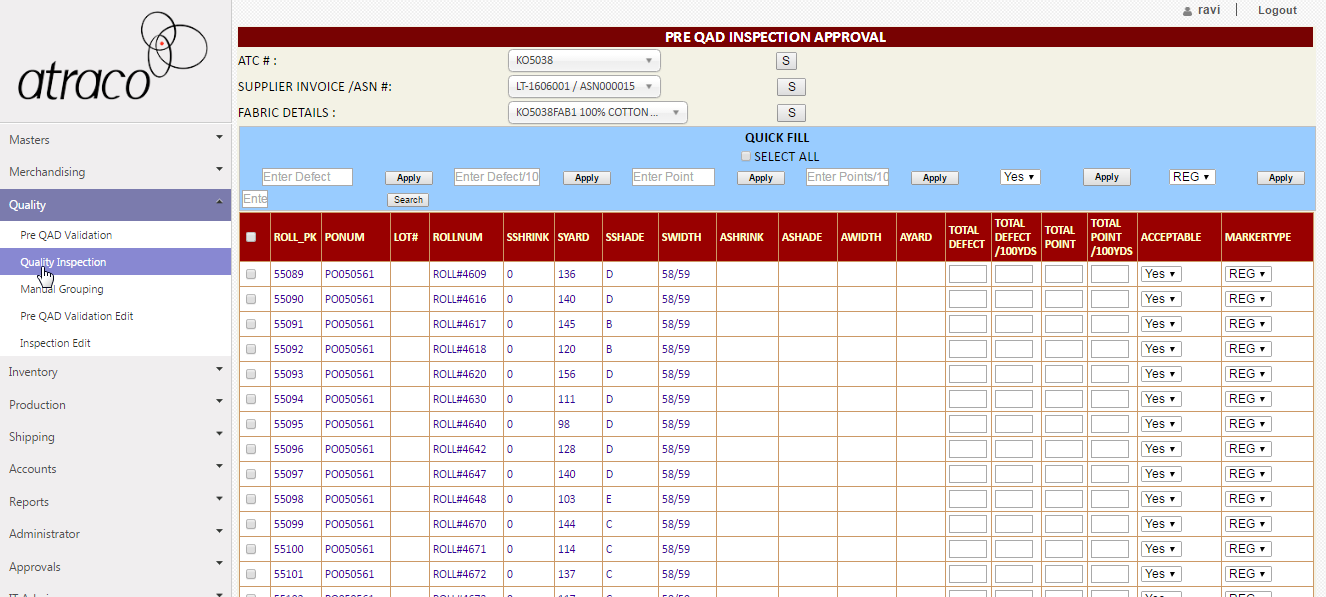 ravi | Logout
atraco
Masters
Merchandising
Quality
Pre QAD Validation
Quality Inspection
Manual Grouping
Pre QAD Validation Edit
Inspection Edit
Inventory
Production
Shipping
Accounts
Reports
Administrator
Approvals
PRE QAD INSPECTION APPROVAL
ATC # : KO5038 S
SUPPLIER INVOICE /ASN #: LT-1606001 / ASN000015 S
FABRIC DETAILS : KO5038FAB1 100% COTTON ... S
QUICK FILL
SELECT ALL
Enter Defect Apply Enter Defect/10 Apply Enter Point Apply Enter Points/10 Apply Yes Apply REG Apply
Ente Search
ROLL_PK PONUM LOT# ROLLNUM SSHRINK SYARD SSHADE SWIDTH ASHRINK ASHADE AWIDTH AYARD TOTAL DEFECT TOTAL DEFECT /100YDS TOTAL POINT TOTAL POINT /100YDS ACCEPTABLE MARKERTYPE
55089 PO050561 ROLL#4609 0 136 D 58/59 Yes REG
55090 PO050561 ROLL#4616 0 140 D 58/59 Yes REG
55091 PO050561 ROLL#4617 0 145 B 58/59 Yes REG
55092 PO050561 ROLL#4618 0 120 B 58/59 Yes REG
55093 PO050561 ROLL#4620 0 156 D 58/59 Yes REG
55094 PO050561 ROLL#4630 0 111 D 58/59 Yes REG
55095 PO050561 ROLL#4640 0 98 D 58/59 Yes REG
55096 PO050561 ROLL#4642 0 128 D 58/59 Yes REG
55097 PO050561 ROLL#4647 0 140 D 58/59 Yes REG
55098 PO050561 ROLL#4648 0 103 E 58/59 Yes REG
55099 PO050561 ROLL#4670 0 144 C 58/59 Yes REG
55100 PO050561 ROLL#4671 0 114 C 58/59 Yes REG
55101 PO050561 ROLL#4672 0 137 C 58/59 Yes REG